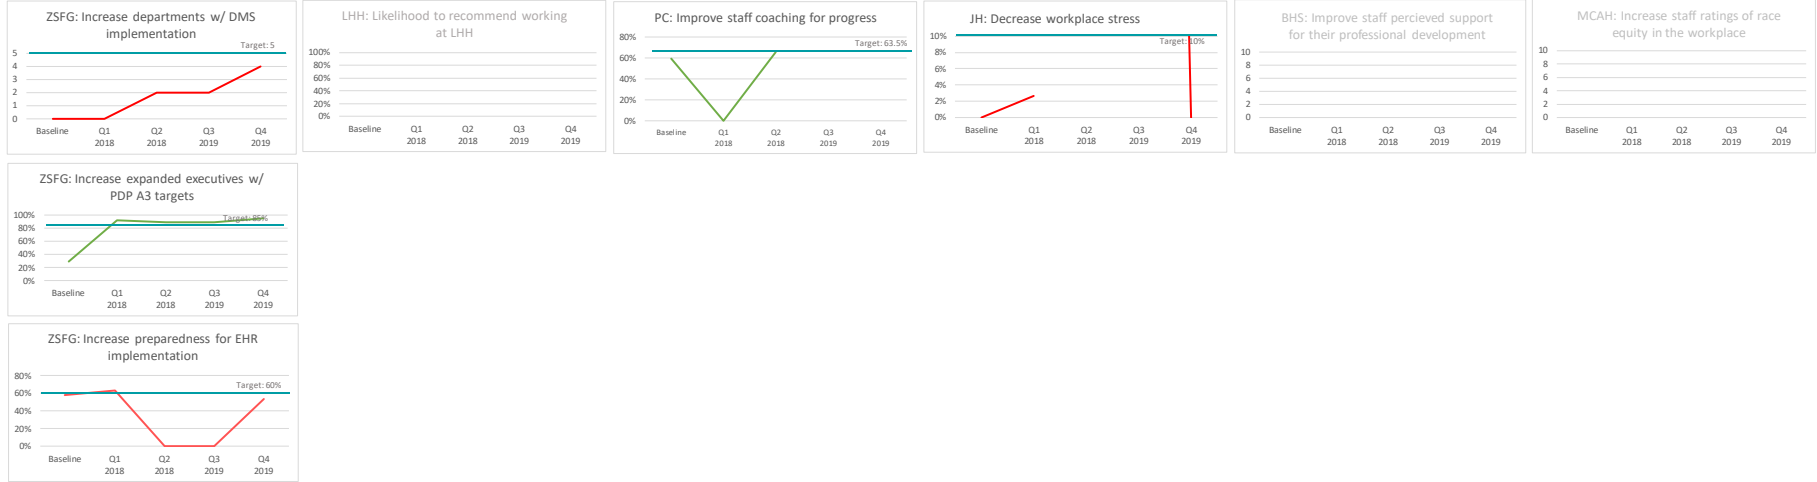 ZSFG: Increase departments w/ DMS
implementation
Target: 5
5
4
3
2
1
0
Baseline Q1 Q2 Q3 Q4
2018 2018 2019 2019
LHH: Likelihood to recommend working
at LHH
100%
80%
60%
40%
20%
0%
Baseline Q1 Q2 Q3 Q4
2018 2018 2019 2019
PC: Improve staff coaching for progress
80%
Target: 63.5%
60%
40%
20%
0%
Baseline Q1 Q2 Q3 Q4
2018 2018 2019 2019
JH: Decrease workplace stress
10%
Target: 10%
8%
6%
4%
2%
0%
Baseline Q1 Q2 Q3 Q4
2018 2018 2019 2019
BHS: Improve staff percieved support
for their professional development
10
8
6
4
2
0
Baseline Q1 Q2 Q3 Q4
2018 2018 2019 2019
MCAH: Increase staff ratings of race
equity in the workplace
10
8
6
4
2
0
Baseline Q1 Q2 Q3 Q4
2018 2018 2019 2019
ZSFG: Increase expanded executives w/
PDP A3 targets
100%
Target: 85%
80%
60%
40%
20%
0%
Baseline Q1 Q2 Q3 Q4
2018 2018 2019 2019
ZSFG: Increase preparedness for EHR
implementation
80%
Target: 60%
60%
40%
20%
0%
Baseline Q1 Q2 Q3 Q4
2018 2018 2019 2019